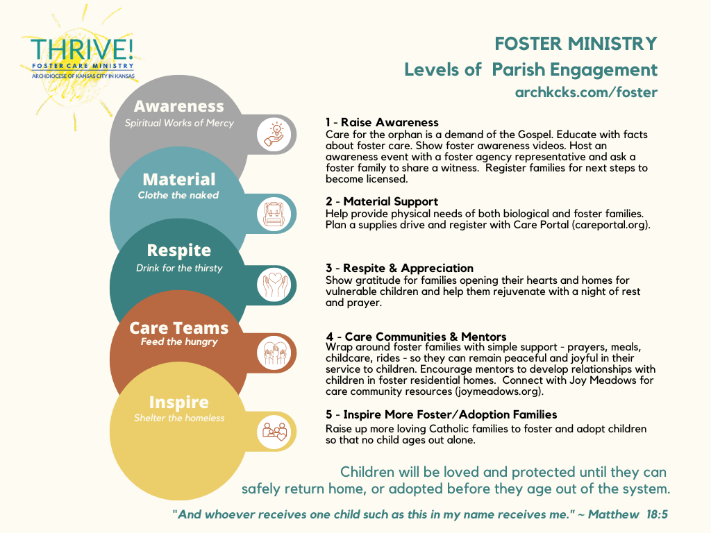 THRIVE!
FOSTER CARE MINISTRY
ARCHDIOCESE OF KANSAS CITY IN KANSAS
FOSTER MINISTRY
Levels of Parish Engagement
archkcks.com/foster
Awareness
Spiritual Works of Mercy
1 - Raise Awareness
Care for the orphan is a demand of the Gospel. Educate with facts
about foster care. Show foster awareness videos. Host an
awareness event with a foster agency representative and ask a
foster family to share a witness. Register families for next steps to
become licensed.
Material
Clothe the naked
2 - Material Support
Help provide physical needs of both biological and foster families.
Plan a supplies drive and register with Care Portal (careportal.org).
Respite
Drink for the thirsty
3 - Respite & Appreciation
Show gratitude for families opening their hearts and homes for
vulnerable children and help them rejuvenate with a night of rest
and prayer.
Care Teams
Feed the hungry
4 - Care Communities & Mentors
Wrap around foster families with simple support - prayers, meals,
childcare, rides - so they can remain peaceful and joyful in their
service to children. Encourage mentors to develop relationships with
children in foster residential homes. Connect with Joy Meadows for
care community resources (joymeadows.org).
Inspire
Shelter the homeless
5 - Inspire More Foster/Adoption Families
Raise up more loving Catholic families to foster and adopt children
so that no child ages out alone.
Children will be loved and protected until they can
safely return home, or adopted before they age out of the system.
"And whoever receives one child such as this in my name receives me." ~ Matthew 18:5